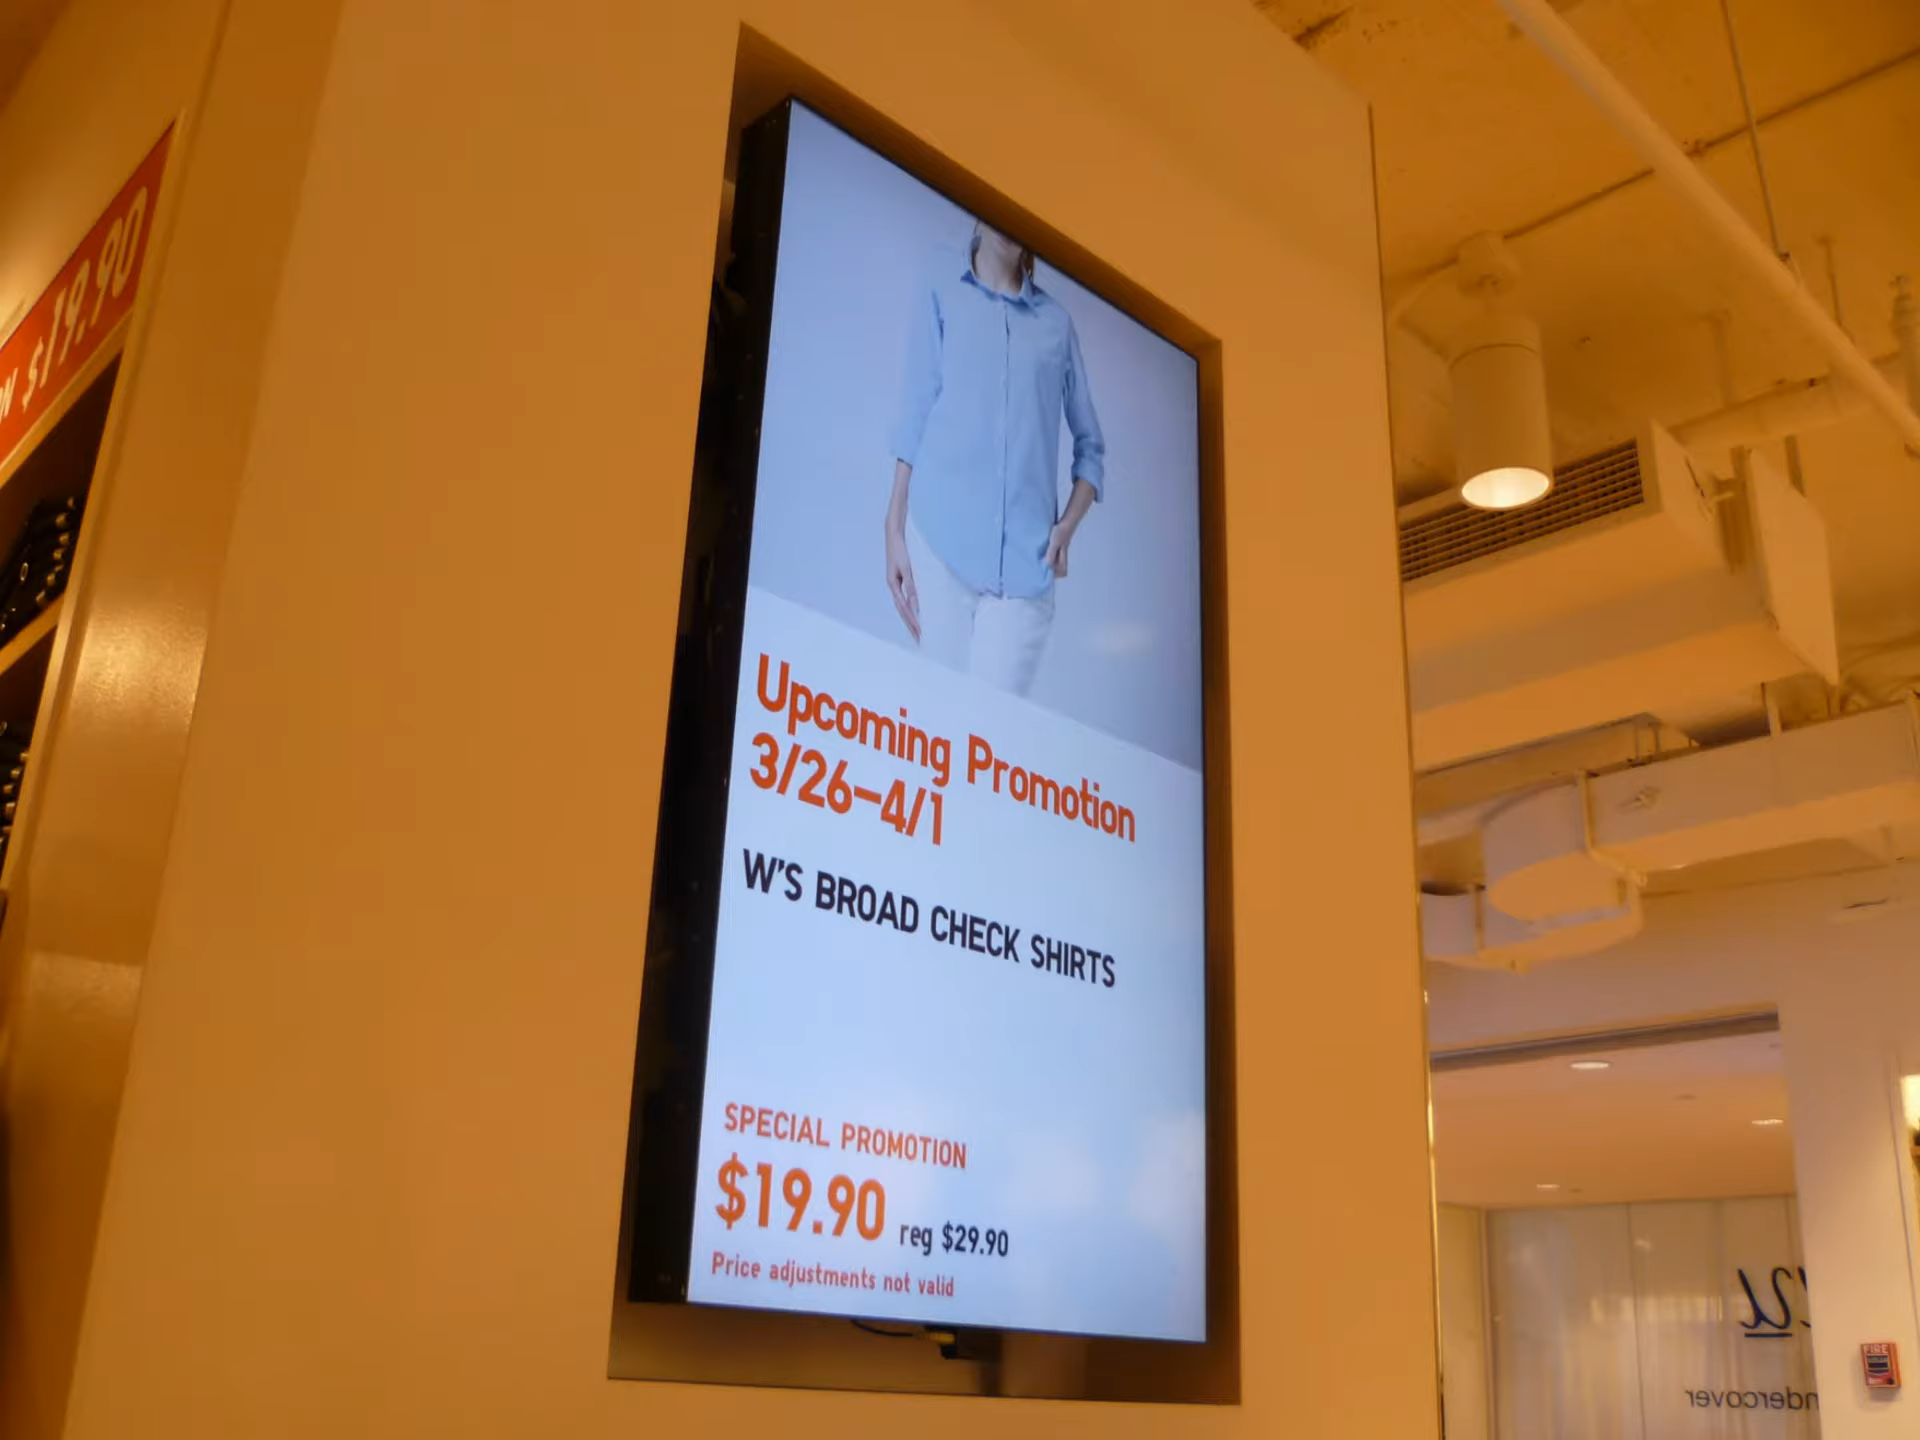 $19.90
Upcoming Promotion
3/26–4/1
W'S BROAD CHECK SHIRTS
SPECIAL PROMOTION
$19.90 reg $29.90
Price adjustments not valid
FIRE
ndercover